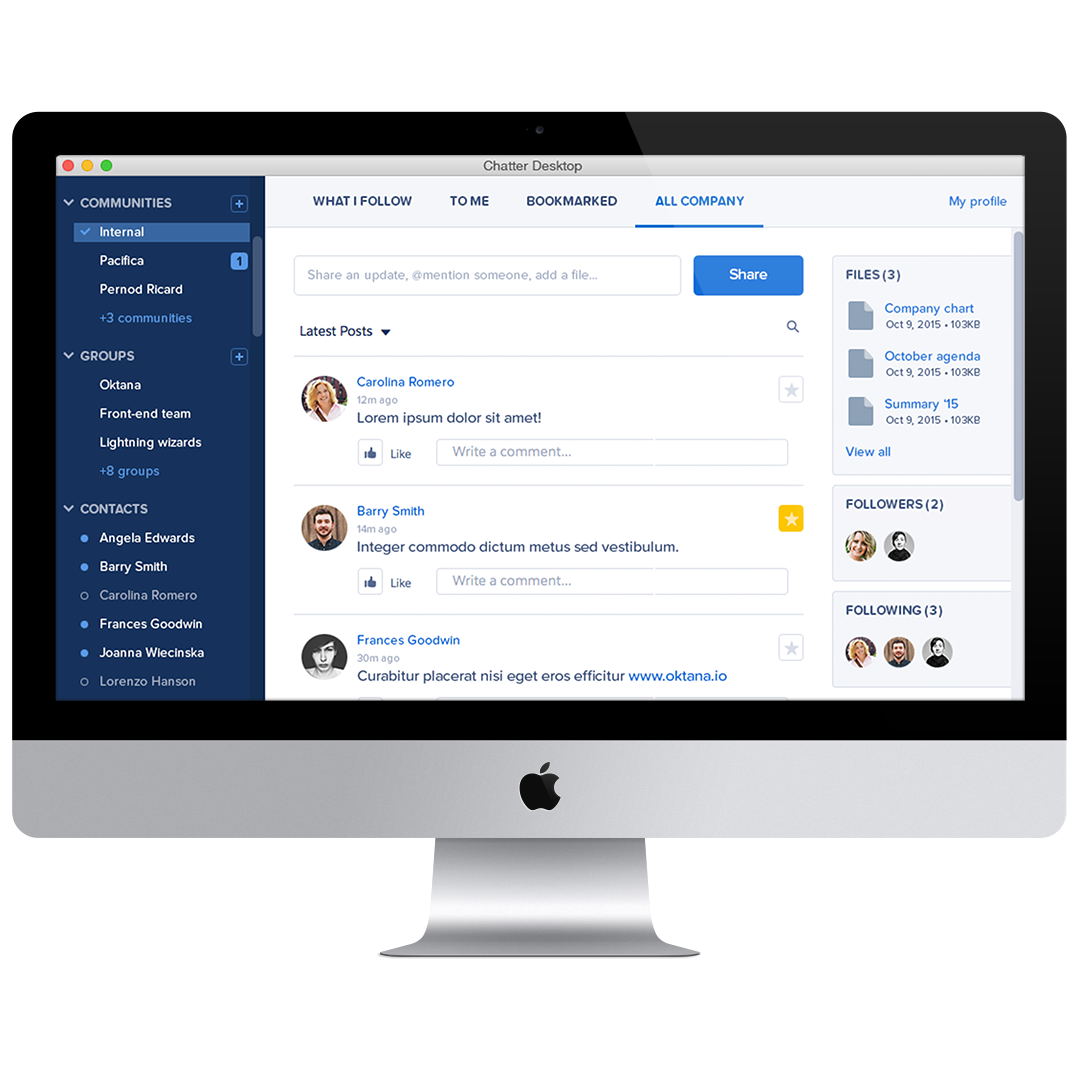 Chatter Desktop
COMMUNITIES
Internal
Pacifica 1
Pernod Ricard
+3 communities
GROUPS
Oktana
Front-end team
Lightning wizards
+8 groups
CONTACTS
Angela Edwards
Barry Smith
Carolina Romero
Frances Goodwin
Joanna Wiecinska
Lorenzo Hanson
WHAT I FOLLOW TO ME BOOKMARKED ALL COMPANY My profile
Share an update, @mention someone, add a file... Share
Latest Posts
Carolina Romero
12m ago
Lorem ipsum dolor sit amet!
Like Write a comment...
Barry Smith
14m ago
Integer commodo dictum metus sed vestibulum.
Like Write a comment...
Frances Goodwin
30m ago
Curabitur placerat nisi eget eros efficitur www.oktana.io
FILES (3)
Company chart
Oct 9, 2015 • 103KB
October agenda
Oct 9, 2015 • 103KB
Summary '15
Oct 9, 2015 • 103KB
View all
FOLLOWERS (2)
FOLLOWING (3)